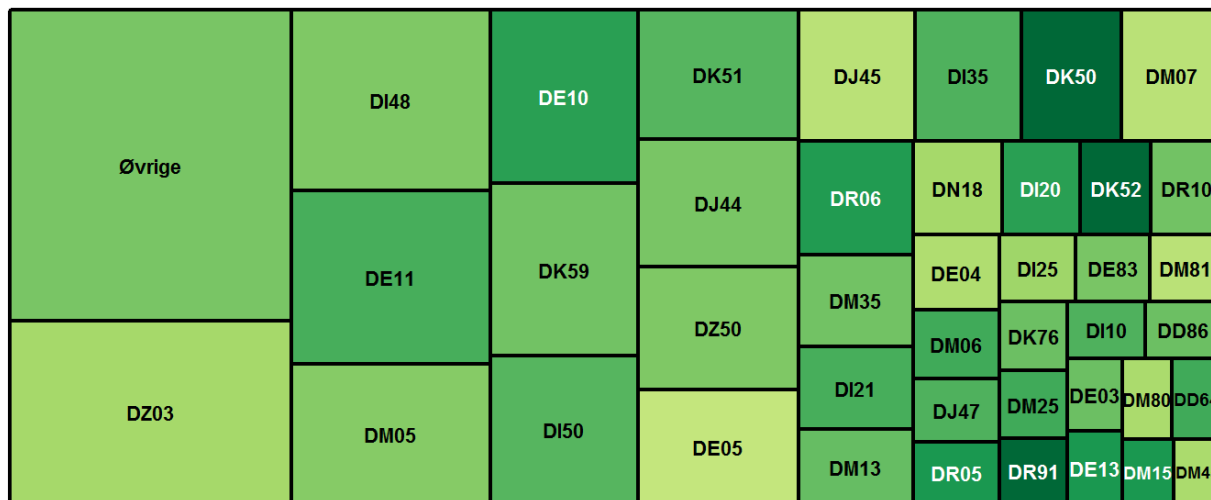 Øvrige
DZ03
DI48
DE11
DM05
DE10
DK59
DI50
DK51
DJ44
DZ50
DE05
DJ45
DI35
DK50
DM07
DR06
DM35
DI21
DM13
DN18
DI20
DK52
DR10
DE04
DI25
DE83
DM81
DM06
DK76
DI10
DD86
DJ47
DM25
DE03
DM80
DR05
DR91
DE13
DM15